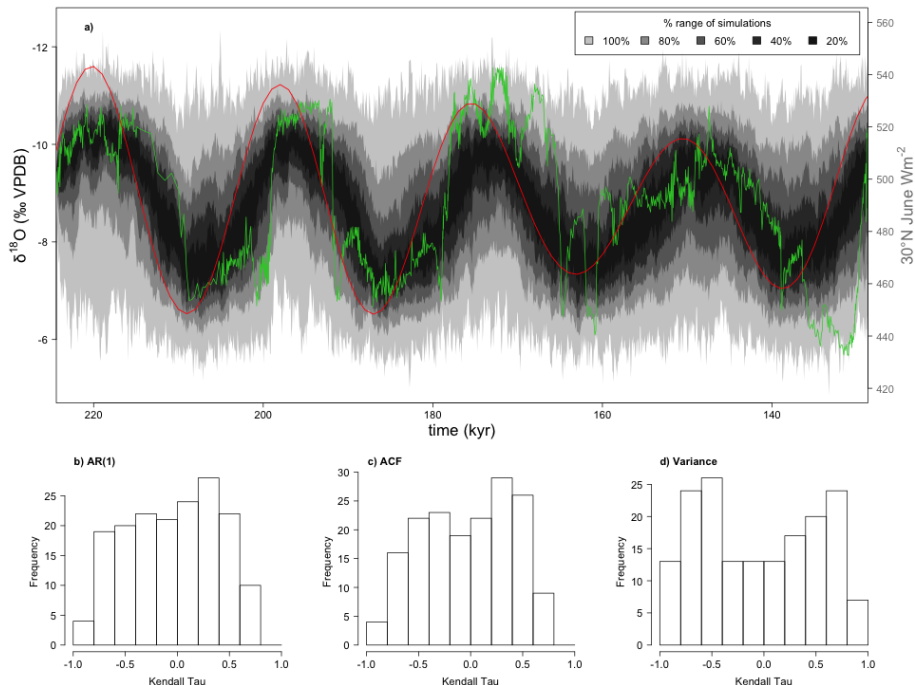 a)
% range of simulations
100% 80% 60% 40% 20%
-12
-10
-8
-6
δ18O (‰ VPDB)
560
540
520
500
480
460
440
420
30°N June Wm-2
220 200 180 160 140
time (kyr)
b) AR(1)
25
20
15
10
5
0
Frequency
-1.0 -0.5 0.0 0.5 1.0
Kendall Tau
c) ACF
30
25
20
15
10
5
0
Frequency
-1.0 -0.5 0.0 0.5 1.0
Kendall Tau
d) Variance
25
20
15
10
5
0
Frequency
-1.0 -0.5 0.0 0.5 1.0
Kendall Tau